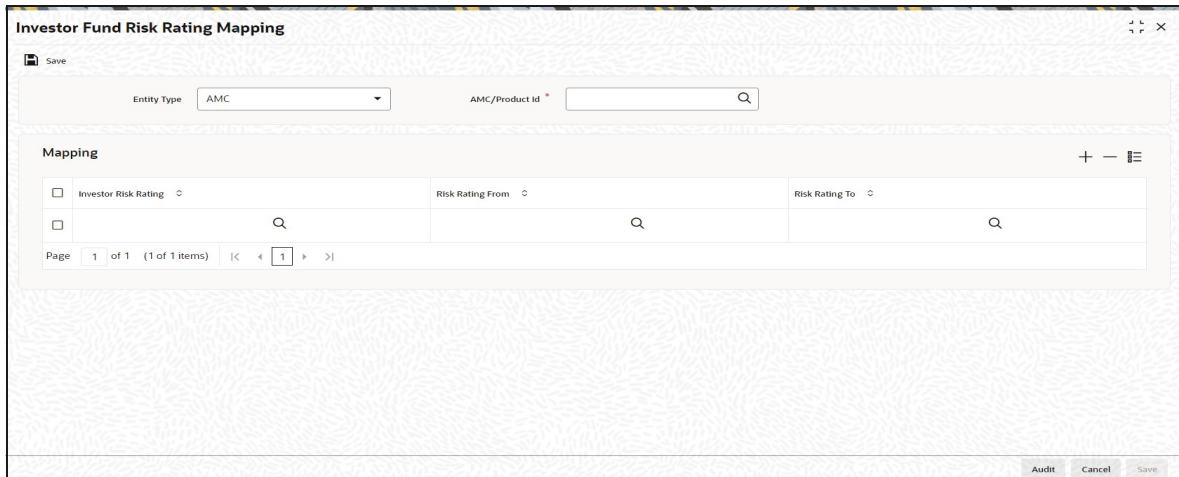 Investor Fund Risk Rating Mapping
Save
Entity Type AMC AMC/Product Id *
Mapping
Investor Risk Rating Risk Rating From Risk Rating To
Page 1 of 1 (1 of 1 items) 1
Audit Cancel Save